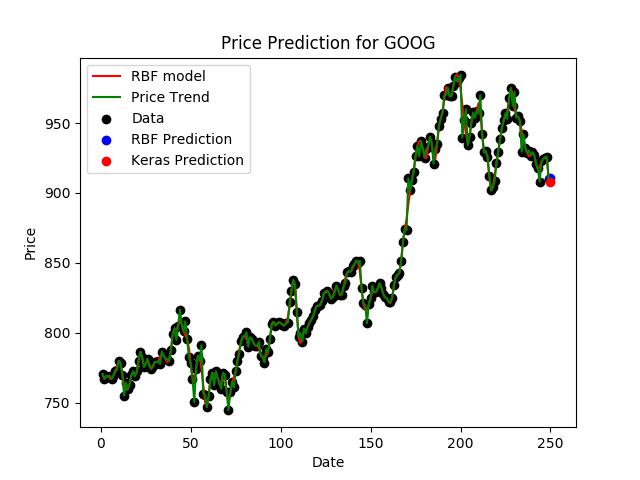 Price Prediction for GOOG
RBF model
Price Trend
Data
RBF Prediction
Keras Prediction
950
900
850
800
750
Price
0 50 100 150 200 250
Date